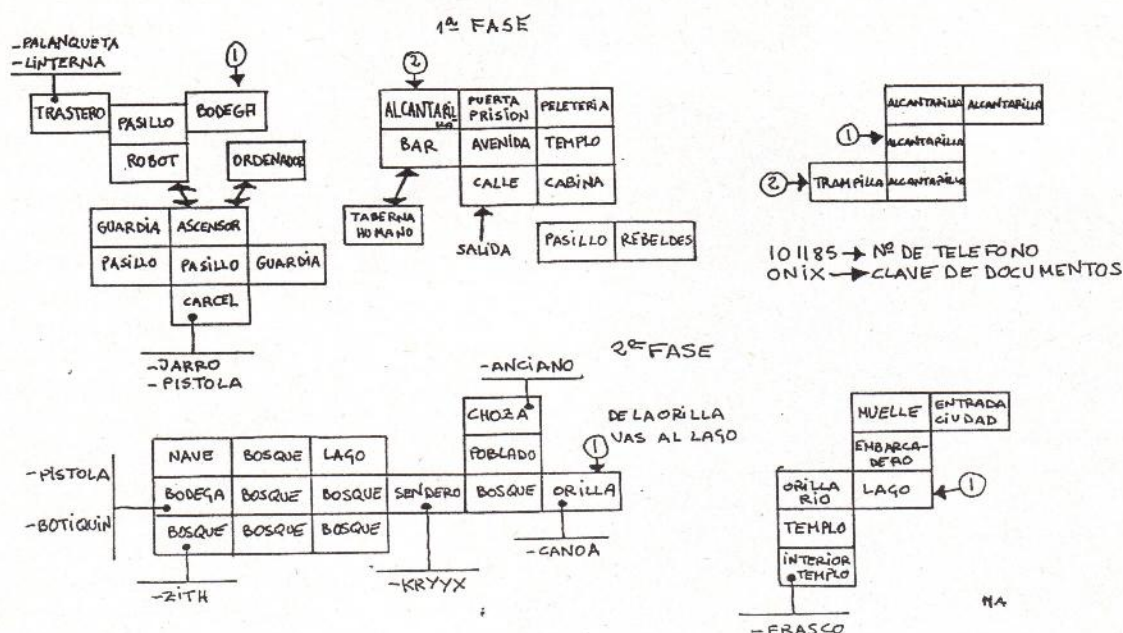 1ª FASE
-PALANQUETA
-LINTERNA
1
TRASTERO
PASILLO
BODEGA
ROBOT
ORDENADOR
GUARDIA ASCENSOR
PASILLO PASILLO GUARDIA
CARCEL
-JARRO
-PISTOLA
2
ALCANTARILLA PUERTA PRISION PELETERIA
BAR AVENIDA TEMPLO
CALLE CABINA
TABERNA
HUMANO
SALIDA
PASILLO REBELDES
ALCANTARILLA ALCANTARILLA
1 ALCANTARILLA
2 TRAMPILLA ALCANTARILLA
101185 → Nº DE TELEFONO
ONIX → CLAVE DE DOCUMENTOS
2ª FASE
-ANCIANO
CHOZA
POBLADO
DE LA ORILLA
VAS AL LAGO
1
NAVE BOSQUE LAGO
BODEGA BOSQUE BOSQUE SENDERO BOSQUE ORILLA
BOSQUE BOSQUE BOSQUE
-PISTOLA
-BOTIQUIN
-ZITH
-KRYYX
-CANOA
MUELLE ENTRADA
CIUDAD
EMBARCA-
DERO
ORILLA
RIO
LAGO 1
TEMPLO
INTERIOR
TEMPLO
-FRASCO